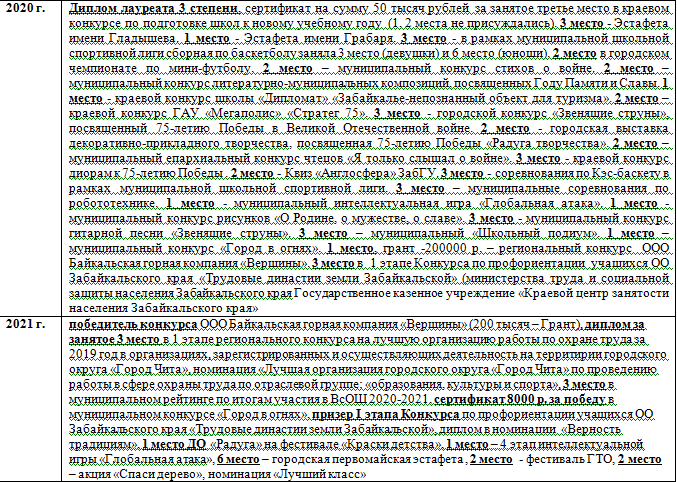 2020 г. Диплом лауреата 3 степени, сертификат на сумму 50 тысяч рублей за занятое третье место в краевом
конкурсе по подготовке школ к новому учебному году. (1, 2 места не присуждались). 3 место - Эстафета
имени Гладышева. 1 место - Эстафета имени Грабаря. 3 место - в рамках муниципальной школьной
спортивной лиги сборная по баскетболу заняла 3 место (девушки) и 6 место (юноши). 2 место в городском
чемпионате по мини-футболу. 2 место – муниципальный конкурс стихов о войне. 2 место –
муниципальный конкурс литературно-муниципальных композиций, посвященных Году Памяти и Славы. 1
место - краевой конкурс школы «Дипломат» «Забайкалье-непознанный объект для туризма». 2 место –
краевой конкурс ГАУ «Мегаполис» «Стратег 75». 3 место - городской конкурс «Звенящие струны»,
посвященный 75-летию Победы в Великой Отечественной войне. 2 место - городская выставка
декоративно-прикладного творчества, посвященная 75-летию Победы «Радуга творчества». 2 место –
муниципальный епархиальный конкурс чтецов «Я только слышал о войне». 3 место - краевой конкурс
диорам к 75-летию Победы . 2 место - Квиз «Англосфера» ЗабГУ. 3 место - соревнования по Кэс-баскету в
рамках муниципальной школьной спортивной лиги. 3 место – муниципальные соревнования по
робототехнике. 1 место - муниципальный интеллектуальная игра «Глобальная атака». 1 место -
муниципальный конкурс рисунков «О Родине, о мужестве, о славе». 3 место - муниципальный конкурс
гитарной песни «Звенящие струны». 3 место – муниципальный «Школьный подиум». 1 место –
муниципальный конкурс «Город в огнях». 1 место, грант -200000 р. – региональный конкурс ООО
Байкальская горная компания «Вершины». 3 место в 1 этапе Конкурса по профориентации учащихся ОО
Забайкальского края «Трудовые династии земли Забайкальской» (министерства труда и социальной
защиты населения Забайкальского края Государственное казенное учреждение «Краевой центр занятости
населения Забайкальского края»
2021 г. победитель конкурса ООО Байкальская горная компания «Вершины» (200 тысяч – Грант), диплом за
занятое 3 место в 1 этапе регионального конкурса на лучшую организацию работы по охране труда за
2019 год в организациях, зарегистрированных и осуществляющих деятельность на территирии городского
округа «Город Чита», номинация «Лучшая организация городского округа «Город Чита» по проведению
работы в сфере охраны труда по отраслевой группе: «образования, культуры и спорта», 3 место в
муниципальном рейтинге по итогам участия в ВсОШ 2020-2021, сертификат 8000 р. за победу в
муниципальном конкурсе «Город в огнях», призер I этапа Конкурса по профориентации учащихся ОО
Забайкальского края «Трудовые династии земли Забайкальской», диплом в номинации «Верность
традициям», 1 место ДО «Радуга» на фестивале «Краски детства», 1 место – 4 этап интеллектуальной
игры «Глобальная атака», 6 место – городская первомайская эстафета , 2 место - фестиваль ГТО, 2 место
– акция «Спаси дерево», номинация «Лучший класс»